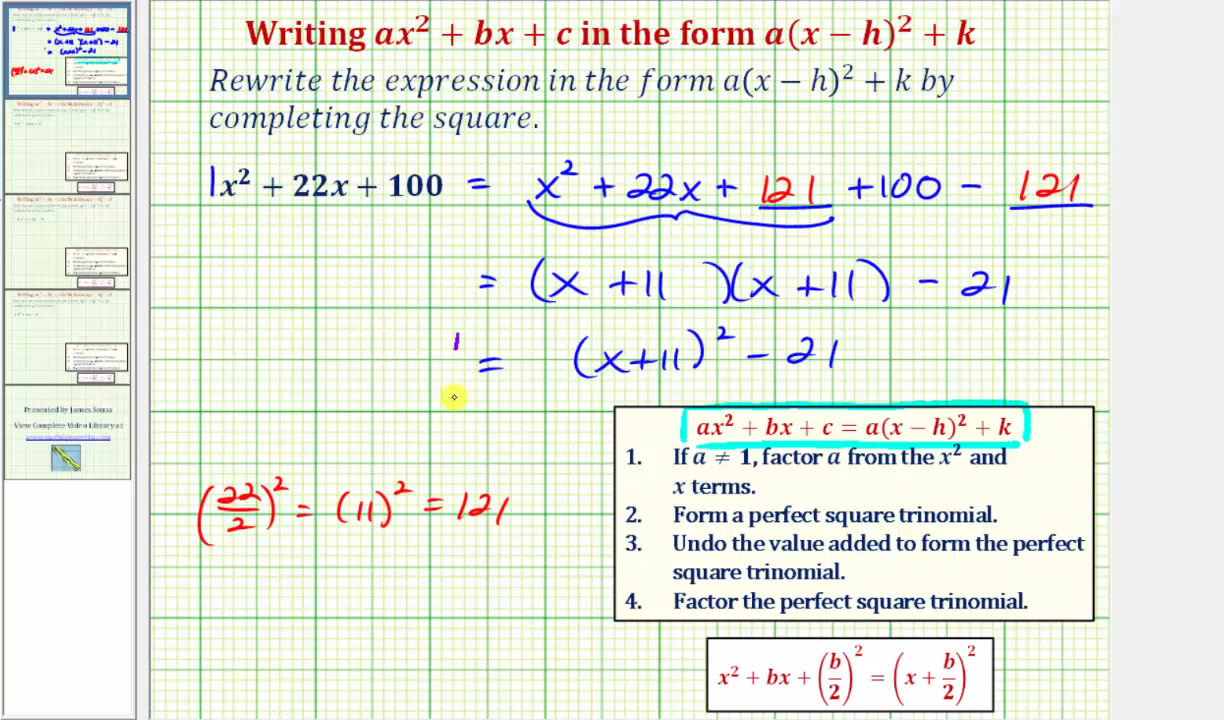 Writing ax² + bx + c in the form a(x − h)² + k
Rewrite the expression in the form a(x − h)² + k by
completing the square.
1x² + 22x + 100 = x² + 22x + 121 + 100 − 121
= (x + 11 )(x + 11) − 21
1
= (x+11)² − 21
ax² + bx + c = a(x − h)² + k
1. If a ≠ 1, factor a from the x² and
x terms.
2. Form a perfect square trinomial.
3. Undo the value added to form the perfect
square trinomial.
4. Factor the perfect square trinomial.
(22/2)² = (11)² = 121
x² + bx + (b/2)² = (x + b/2)²
Presented by James Sousa
View Complete Video Library at